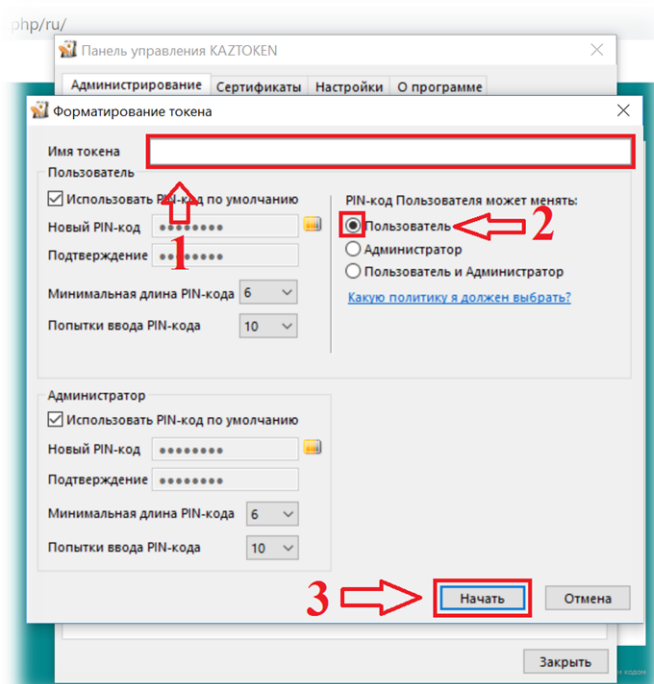 php/ru/
Панель управления KAZTOKEN
Администрирование Сертификаты Настройки О программе
Форматирование токена
Имя токена
Пользователь
Использовать PIN-код по умолчанию
Новый PIN-код
Подтверждение
1
Минимальная длина PIN-кода 6
Попытки ввода PIN-кода 10
PIN-код Пользователя может менять:
Пользователь 2
Администратор
Пользователь и Администратор
Какую политику я должен выбрать?
Администратор
Использовать PIN-код по умолчанию
Новый PIN-код
Подтверждение
Минимальная длина PIN-кода 6
Попытки ввода PIN-кода 10
3 Начать Отмена
Закрыть
кодом